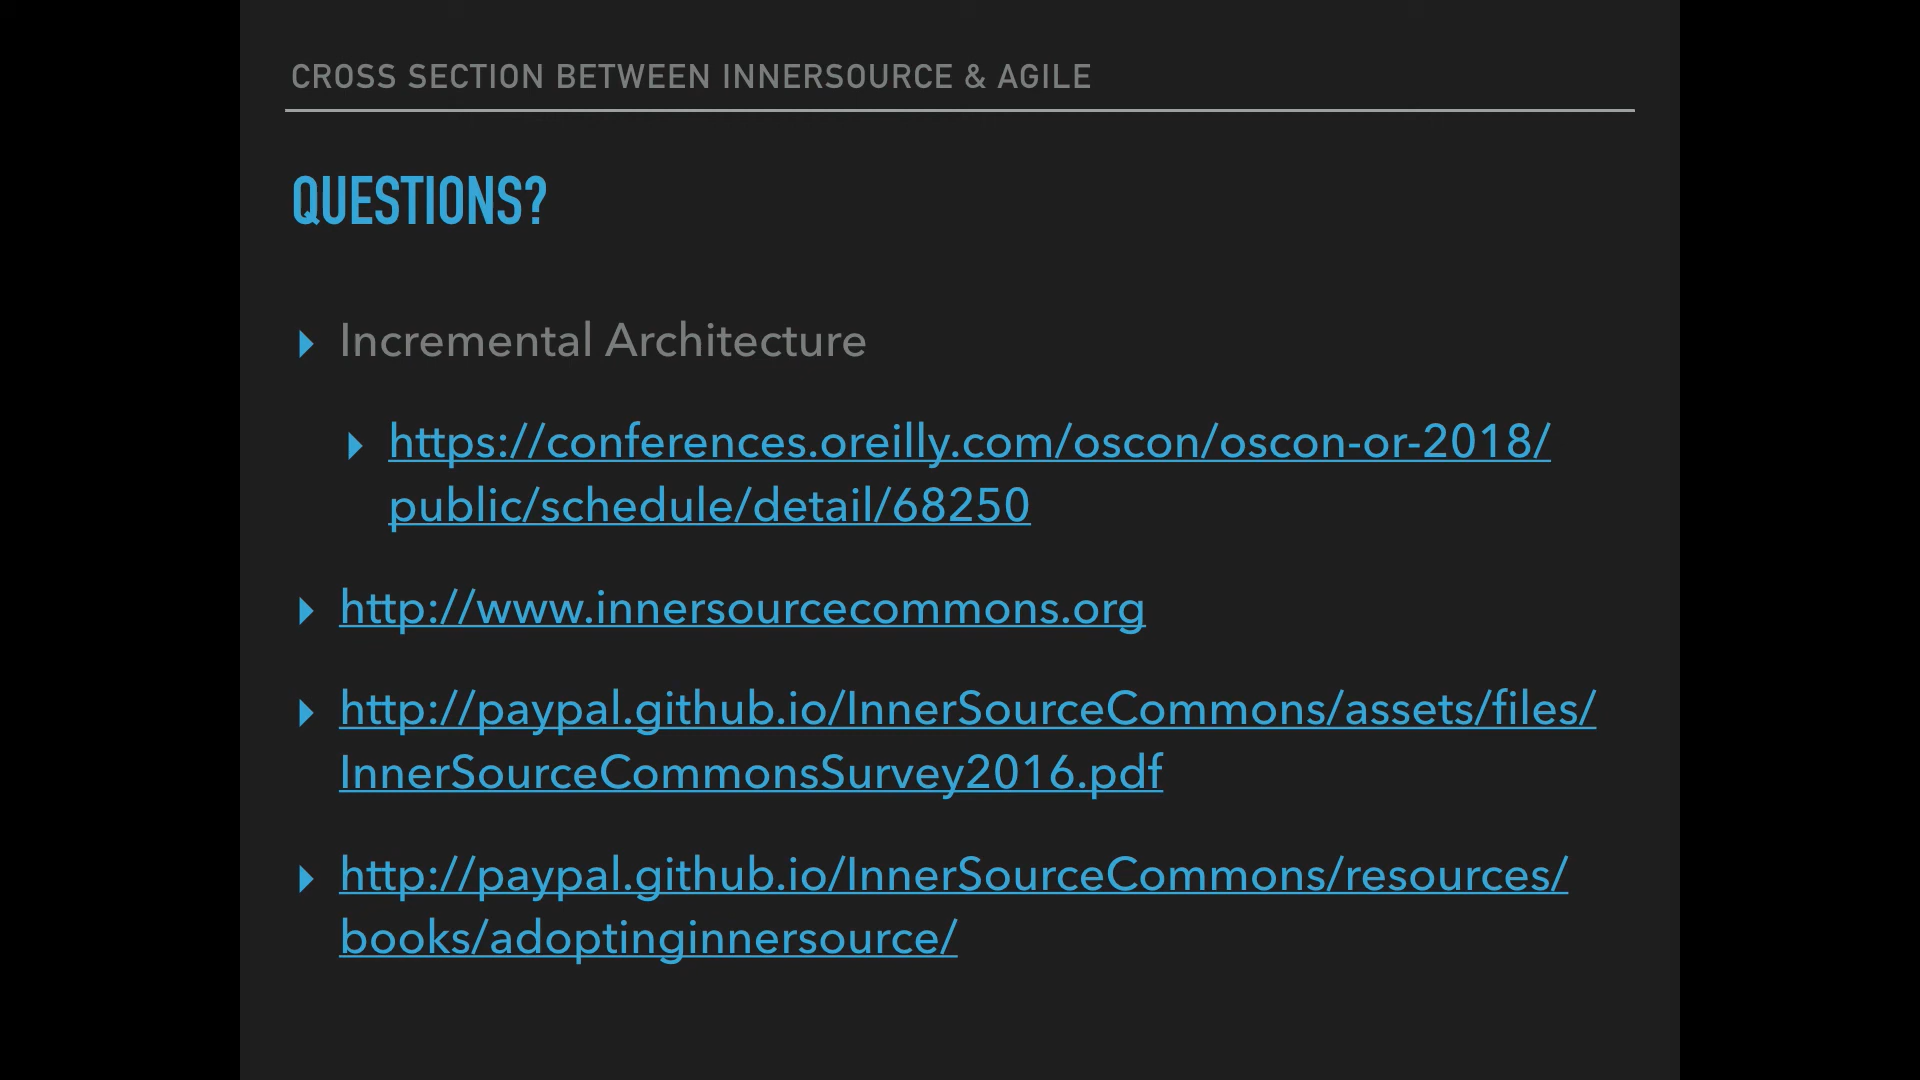 CROSS SECTION BETWEEN INNERSOURCE & AGILE
QUESTIONS?
Incremental Architecture
https://conferences.oreilly.com/oscon/oscon-or-2018/
public/schedule/detail/68250
http://www.innersourcecommons.org
http://paypal.github.io/InnerSourceCommons/assets/files/
InnerSourceCommonsSurvey2016.pdf
http://paypal.github.io/InnerSourceCommons/resources/
books/adoptinginnersource/